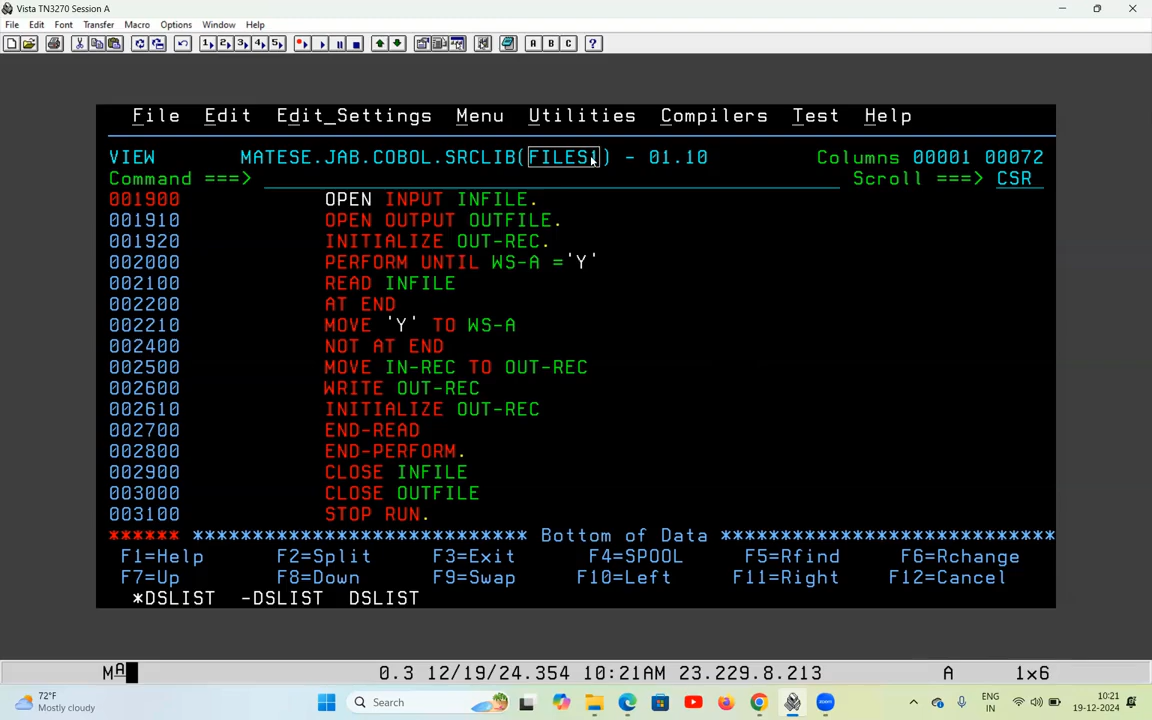 Vista TN3270 Session A
File Edit Font Transfer Macro Options Window Help
1 2 3 4 5 A B C ?
File Edit Edit_Settings Menu Utilities Compilers Test Help
VIEW MATESE.JAB.COBOL.SRCLIB(FILES1) - 01.10 Columns 00001 00072
Command ===> Scroll ===> CSR
001900 OPEN INPUT INFILE.
001910 OPEN OUTPUT OUTFILE.
001920 INITIALIZE OUT-REC.
002000 PERFORM UNTIL WS-A ='Y'
002100 READ INFILE
002200 AT END
002210 MOVE 'Y' TO WS-A
002400 NOT AT END
002500 MOVE IN-REC TO OUT-REC
002600 WRITE OUT-REC
002610 INITIALIZE OUT-REC
002700 END-READ
002800 END-PERFORM.
002900 CLOSE INFILE
003000 CLOSE OUTFILE
003100 STOP RUN.
****** **************************** Bottom of Data ****************************
F1=Help F2=Split F3=Exit F4=SPOOL F5=Rfind F6=Rchange
F7=Up F8=Down F9=Swap F10=Left F11=Right F12=Cancel
*DSLIST -DSLIST DSLIST
MA 0.3 12/19/24.354 10:21AM 23.229.8.213 A 1x6
72°F
Mostly cloudy
Search
ENG
IN
10:21
19-12-2024